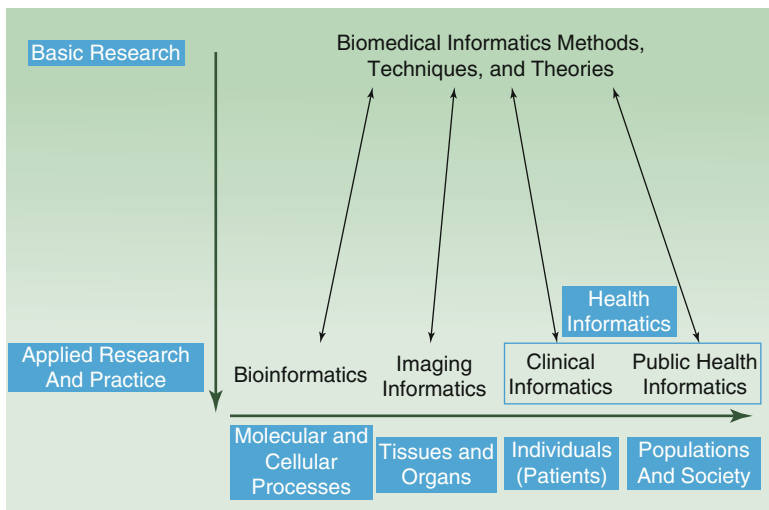 Basic Research
Biomedical Informatics Methods,
Techniques, and Theories
Health
Informatics
Applied Research
And Practice
Bioinformatics
Imaging
Informatics
Clinical
Informatics
Public Health
Informatics
Molecular and
Cellular
Processes
Tissues and
Organs
Individuals
(Patients)
Populations
And Society